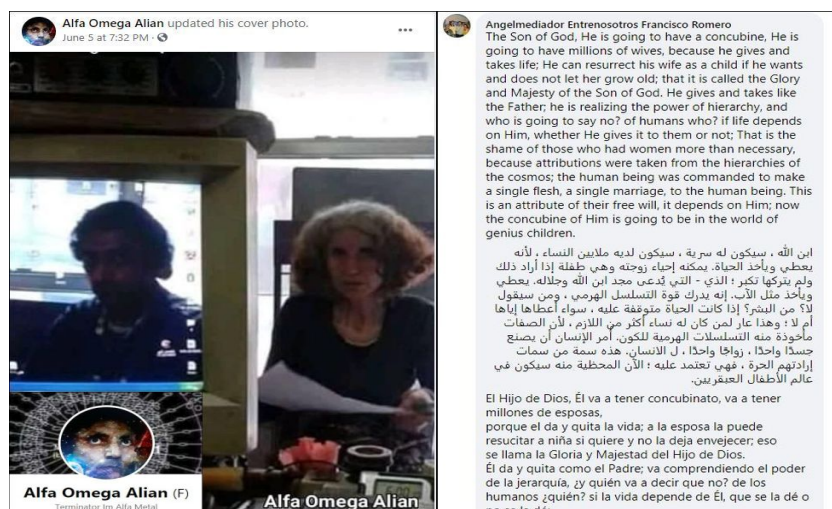 Alfa Omega Alian updated his cover photo.
June 5 at 7:32 PM
Alfa Omega Alian (F)
Terminator Im Alfa Metal
6:00
Alfa Omega Alian
Angelmediador Entrenosotros Francisco Romero
The Son of God, He is going to have a concubine, He is
going to have millions of wives, because he gives and
takes life; He can resurrect his wife as a child if he wants
and does not let her grow old; that it is called the Glory
and Majesty of the Son of God. He gives and takes like
the Father; he is realizing the power of hierarchy, and
who is going to say no? of humans who? if life depends
on Him, whether He gives it to them or not; That is the
shame of those who had women more than necessary,
because attributions were taken from the hierarchies of
the cosmos; the human being was commanded to make
a single flesh, a single marriage, to the human being. This
is an attribute of their free will, it depends on Him; now
the concubine of Him is going to be in the world of
genius children.
ابن الله ، سيكون له سرية ، سيكون لديه ملايين النساء ، لأنه
يعطي ويأخذ الحياة. يمكنه إحياء زوجته وهي طفلة إذا أراد ذلك
ولم يتركها تكبر ؛ الذي - التي يُدعى مجد ابن الله وجلاله. يعطي
ويأخذ مثل الآب. إنه يدرك قوة التسلسل الهرمي ، ومن سيقول
لا؟ من البشر؟ إذا كانت الحياة متوقفة عليه ، سواء أعطاها إياها
أم لا ؛ وهذا عار لمن كان له نساء أكثر من اللازم ، لأن الصفات
مأخوذة منه التسلسلات الهرمية للكون. أُمر الإنسان أن يصنع
جسدًا واحدًا ، زواجًا واحدًا ، ل الانسان. هذه سمة من سمات
إرادتهم الحرة ، فهي تعتمد عليه ؛ الآن المحظية منه سيكون في
عالم الأطفال العبقريين.
El Hijo de Dios, Él va a tener concubinato, va a tener
millones de esposas,
porque el da y quita la vida; a la esposa la puede
resucitar a niña si quiere y no la deja envejecer; eso
se llama la Gloria y Majestad del Hijo de Dios.
Él da y quita como el Padre; va comprendiendo el poder
de la jerarquía, ¿y quién va a decir que no? de los
humanos ¿quién? si la vida depende de Él, que se la dé o